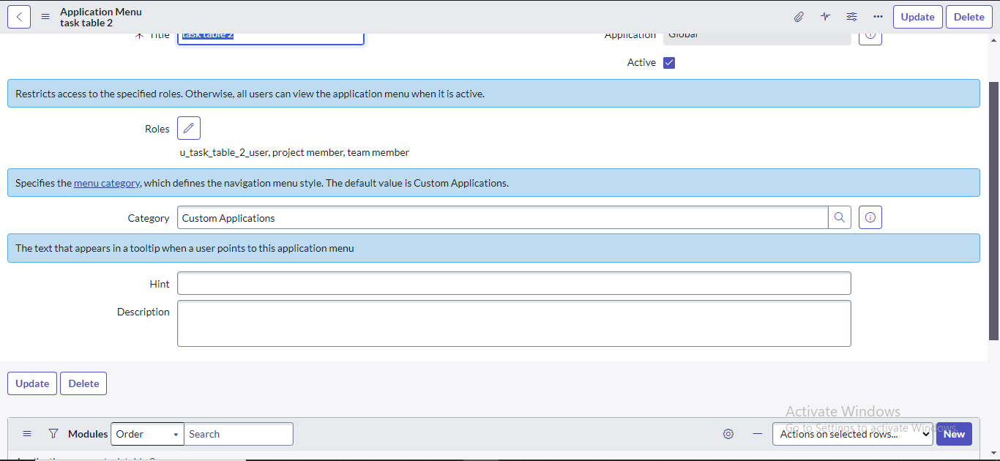 Application Menu
task table 2
Update Delete
Title task table 2 Application Global
Active
Restricts access to the specified roles. Otherwise, all users can view the application menu when it is active.
Roles
u_task_table_2_user, project member, team member
Specifies the menu category, which defines the navigation menu style. The default value is Custom Applications.
Category Custom Applications
The text that appears in a tooltip when a user points to this application menu
Hint
Description
Update Delete
Activate Windows
Go to Settings to activate Windows.
Modules Order Search Actions on selected rows... New